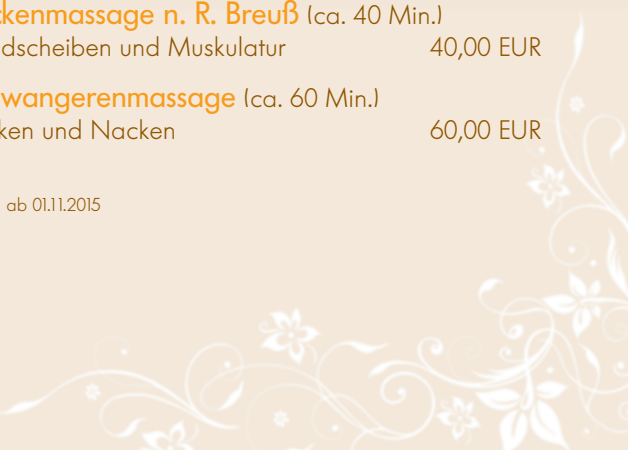 ckenmassage n. R. Breuß (ca. 40 Min.)
dscheiben und Muskulatur 40,00 EUR
wangerenmassage (ca. 60 Min.)
ken und Nacken 60,00 EUR
ab 01.11.2015